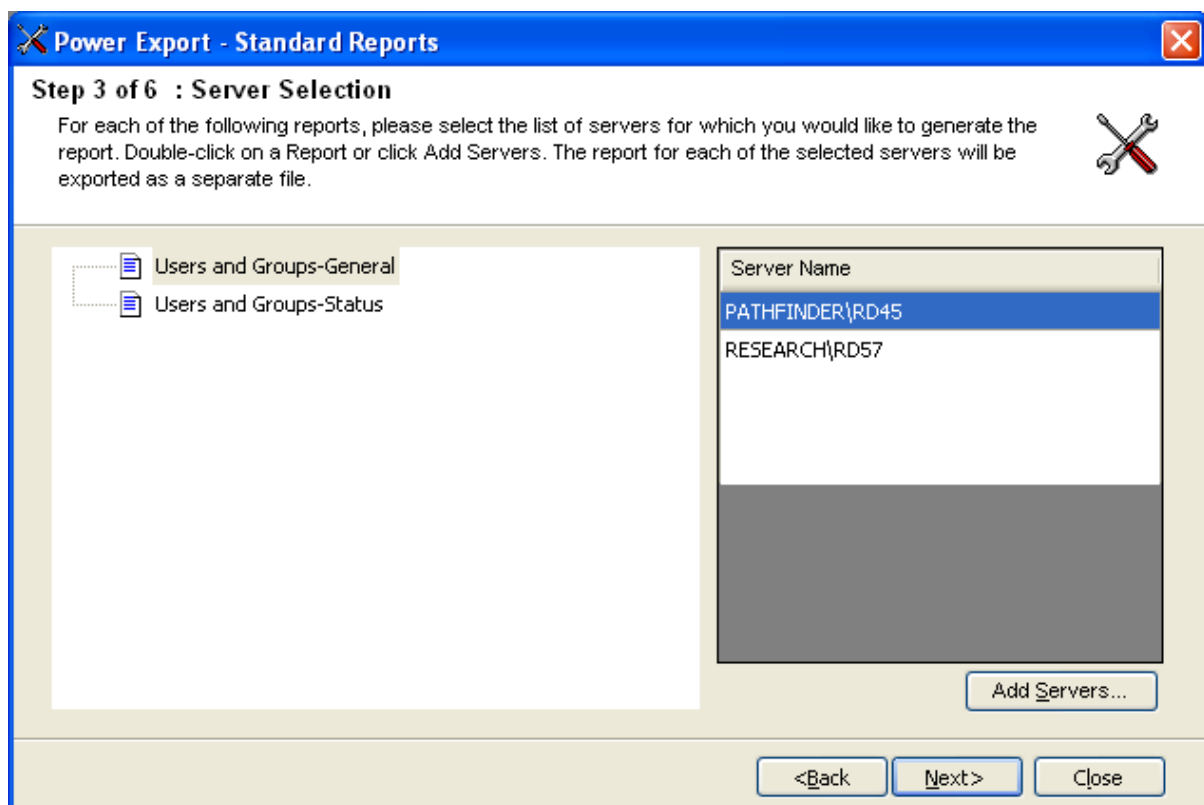 Power Export - Standard Reports
Step 3 of 6 : Server Selection
For each of the following reports, please select the list of servers for which you would like to generate the
report. Double-click on a Report or click Add Servers. The report for each of the selected servers will be
exported as a separate file.
Users and Groups-General
Users and Groups-Status
Server Name
PATHFINDER\RD45
RESEARCH\RD57
Add Servers...
<Back
Next>
Close